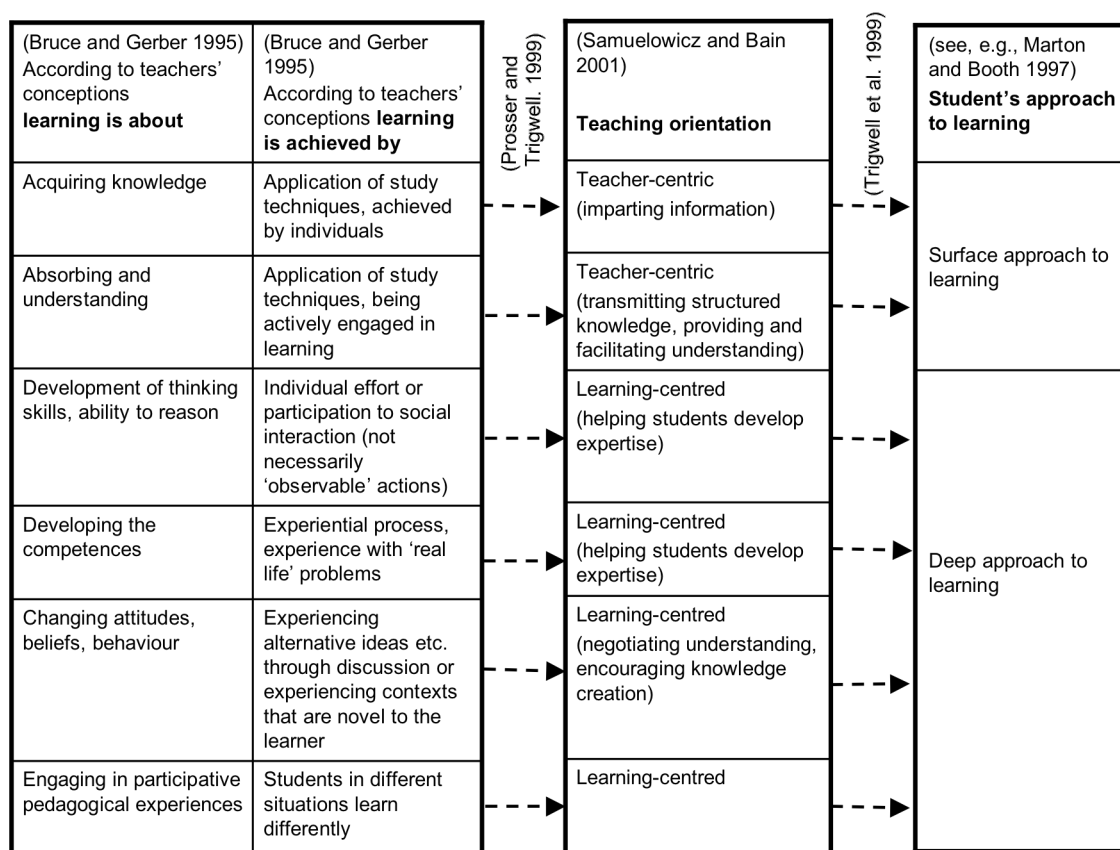 (Bruce and Gerber 1995)
According to teachers’
conceptions
learning is about
(Bruce and Gerber
1995)
According to teachers’
conceptions learning
is achieved by
(Prosser and
Trigwell. 1999)
(Samuelowicz and Bain
2001)
Teaching orientation
(Trigwell et al. 1999)
(see, e.g., Marton
and Booth 1997)
Student’s approach
to learning
Acquiring knowledge
Application of study
techniques, achieved
by individuals
Teacher-centric
(imparting information)
Surface approach to
learning
Absorbing and
understanding
Application of study
techniques, being
actively engaged in
learning
Teacher-centric
(transmitting structured
knowledge, providing and
facilitating understanding)
Development of thinking
skills, ability to reason
Individual effort or
participation to social
interaction (not
necessarily
‘observable’ actions)
Learning-centred
(helping students develop
expertise)
Deep approach to
learning
Developing the
competences
Experiential process,
experience with ‘real
life’ problems
Learning-centred
(helping students develop
expertise)
Changing attitudes,
beliefs, behaviour
Experiencing
alternative ideas etc.
through discussion or
experiencing contexts
that are novel to the
learner
Learning-centred
(negotiating understanding,
encouraging knowledge
creation)
Engaging in participative
pedagogical experiences
Students in different
situations learn
differently
Learning-centred